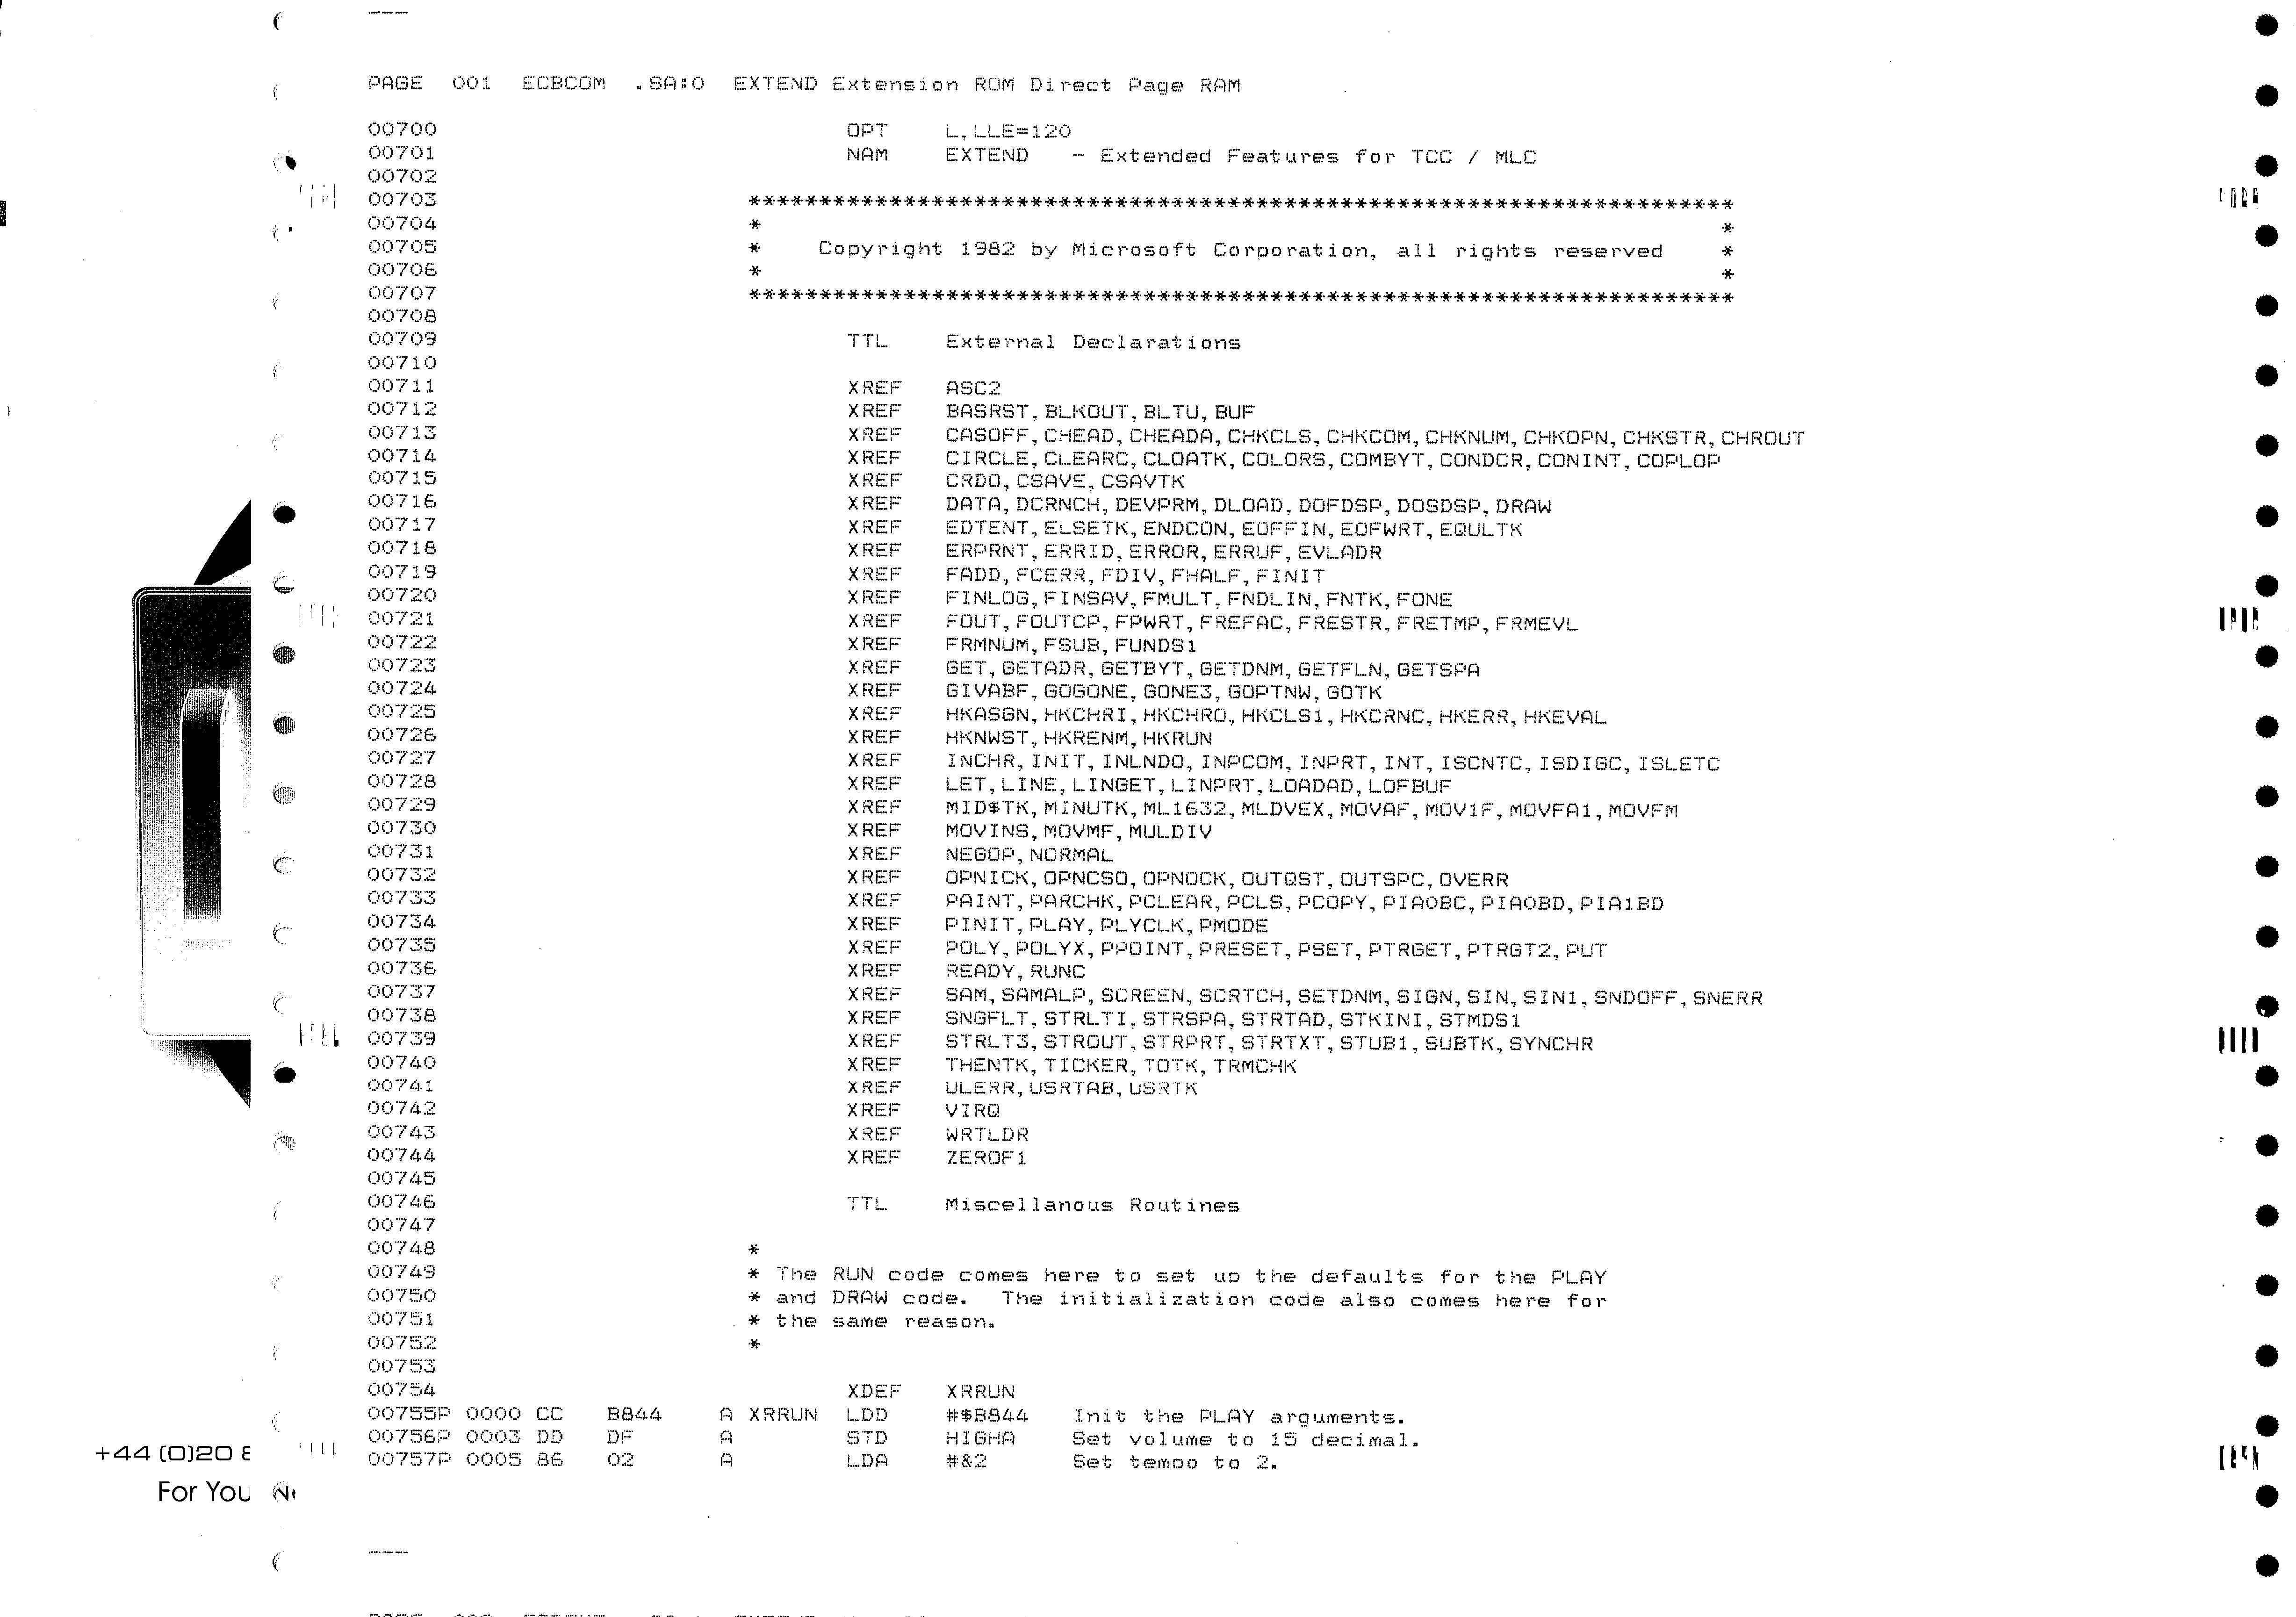 PAGE 001 ECBCOM .SA:0 EXTEND Extension ROM Direct Page RAM
00700 OPT L,LLE=120
00701 NAM EXTEND - Extended Features for TCC / MLC
00702
00703 **********************************************************************
00704 * *
00705 * Copyright 1982 by Microsoft Corporation, all rights reserved *
00706 * *
00707 **********************************************************************
00708
00709 TTL External Declarations
00710
00711 XREF ASC2
00712 XREF BASRST,BLKOUT,BLTU,BUF
00713 XREF CASOFF,CHEAD,CHEADA,CHKCLS,CHKCOM,CHKNUM,CHKOPN,CHKSTR,CHROUT
00714 XREF CIRCLE,CLEARC,CLOATK,COLORS,COMBYT,CONDCR,CONINT,COPLOP
00715 XREF CRDO,CSAVE,CSAVTK
00716 XREF DATA,DCRNCH,DEVPRM,DLOAD,DOFDSP,DOSDSP,DRAW
00717 XREF EDTENT,ELSETK,ENDCON,EOFFIN,EOFWRT,EQULTK
00718 XREF ERPRNT,ERRID,ERROR,ERRUF,EVLADR
00719 XREF FADD,FCERR,FDIV,FHALF,FINIT
00720 XREF FINLOG,FINSAV,FMULT,FNDLIN,FNTK,FONE
00721 XREF FOUT,FOUTCP,FPWRT,FREFAC,FRESTR,FRETMP,FRMEVL
00722 XREF FRMNUM,FSUB,FUNDS1
00723 XREF GET,GETADR,GETBYT,GETDNM,GETFLN,GETSPA
00724 XREF GIVABF,GOGONE,GONE3,GOPTNW,GOTK
00725 XREF HKASGN,HKCHRI,HKCHRO,HKCLS1,HKCRNC,HKERR,HKEVAL
00726 XREF HKNWST,HKRENM,HKRUN
00727 XREF INCHR,INIT,INLNDO,INPCOM,INPRT,INT,ISCNTC,ISDIGC,ISLETC
00728 XREF LET,LINE,LINGET,LINPRT,LOADAD,LOFBUF
00729 XREF MID$TK,MINUTK,ML1632,MLDVEX,MOVAF,MOV1F,MOVFA1,MOVFM
00730 XREF MOVINS,MOVMF,MULDIV
00731 XREF NEGOP,NORMAL
00732 XREF OPNICK,OPNCSO,OPNOCK,OUTQST,OUTSPC,OVERR
00733 XREF PAINT,PARCHK,PCLEAR,PCLS,PCOPY,PIA0BC,PIA0BD,PIA1BD
00734 XREF PINIT,PLAY,PLYCLK,PMODE
00735 XREF POLY,POLYX,PPOINT,PRESET,PSET,PTRGET,PTRGT2,PUT
00736 XREF READY,RUNC
00737 XREF SAM,SAMALP,SCREEN,SCRTCH,SETDNM,SIGN,SIN,SIN1,SNDOFF,SNERR
00738 XREF SNGFLT,STRLTI,STRSPA,STRTAD,STKINI,STMDS1
00739 XREF STRLT3,STROUT,STRPRT,STRTXT,STUB1,SUBTK,SYNCHR
00740 XREF THENTK,TICKER,TOTK,TRMCHK
00741 XREF ULERR,USRTAB,USRTK
00742 XREF VIRQ
00743 XREF WRTLDR
00744 XREF ZEROF1
00745
00746 TTL Miscellanous Routines
00747
00748 *
00749 * The RUN code comes here to set up the defaults for the PLAY
00750 * and DRAW code. The initialization code also comes here for
00751 * the same reason.
00752 *
00753
00754 XDEF XRRUN
00755P 0000 CC B844 A XRRUN LDD #$B844 Init the PLAY arguments.
00756P 0003 DD DF A STD HIGHA Set volume to 15 decimal.
00757P 0005 86 02 A LDA #&2 Set tempo to 2.
+44 (0)20 8
For You